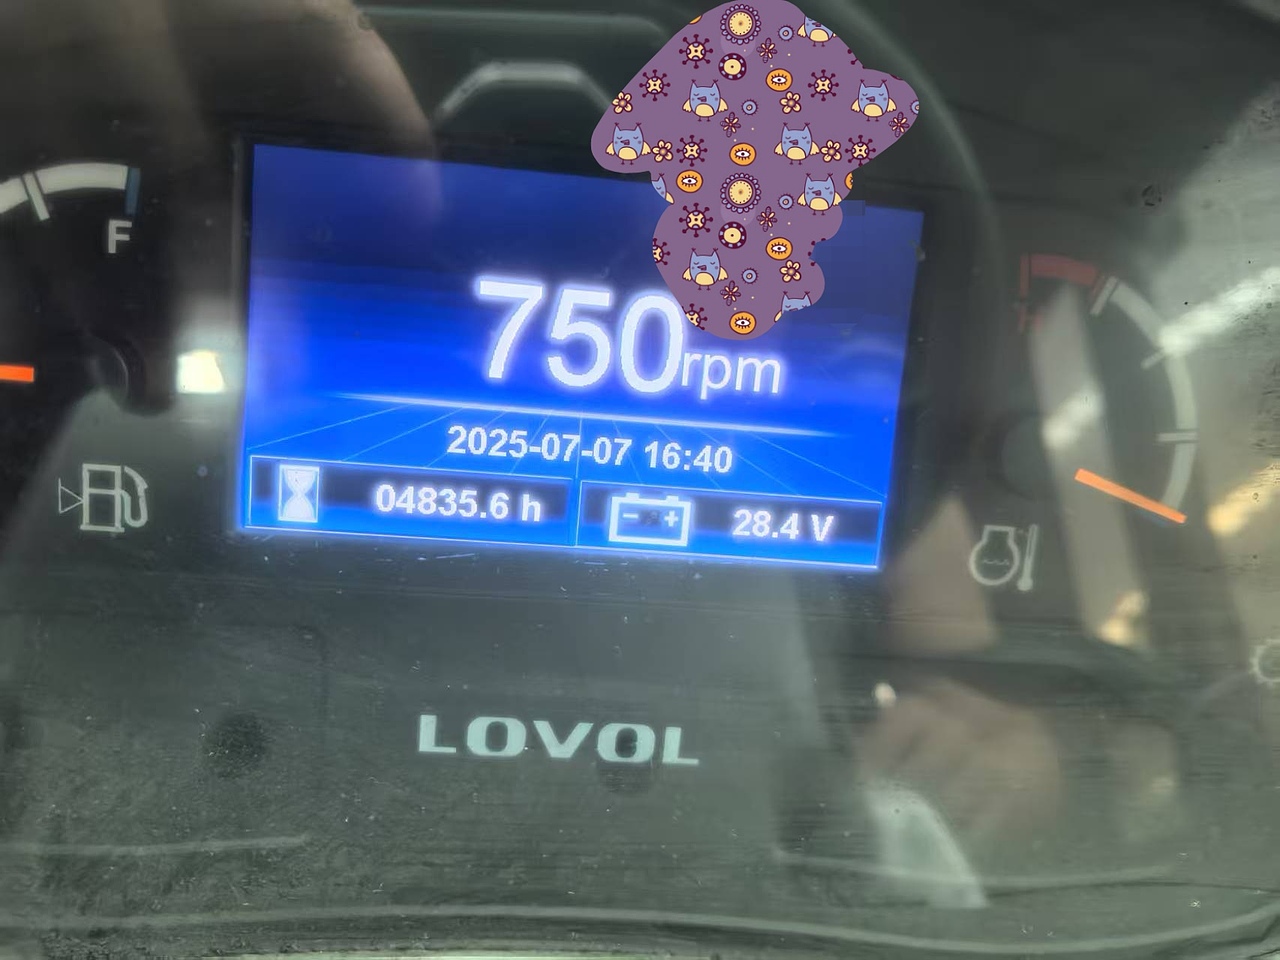 F
750rpm
2025-07-07 16:40
04835.6 h
28.4 V
LOVOL